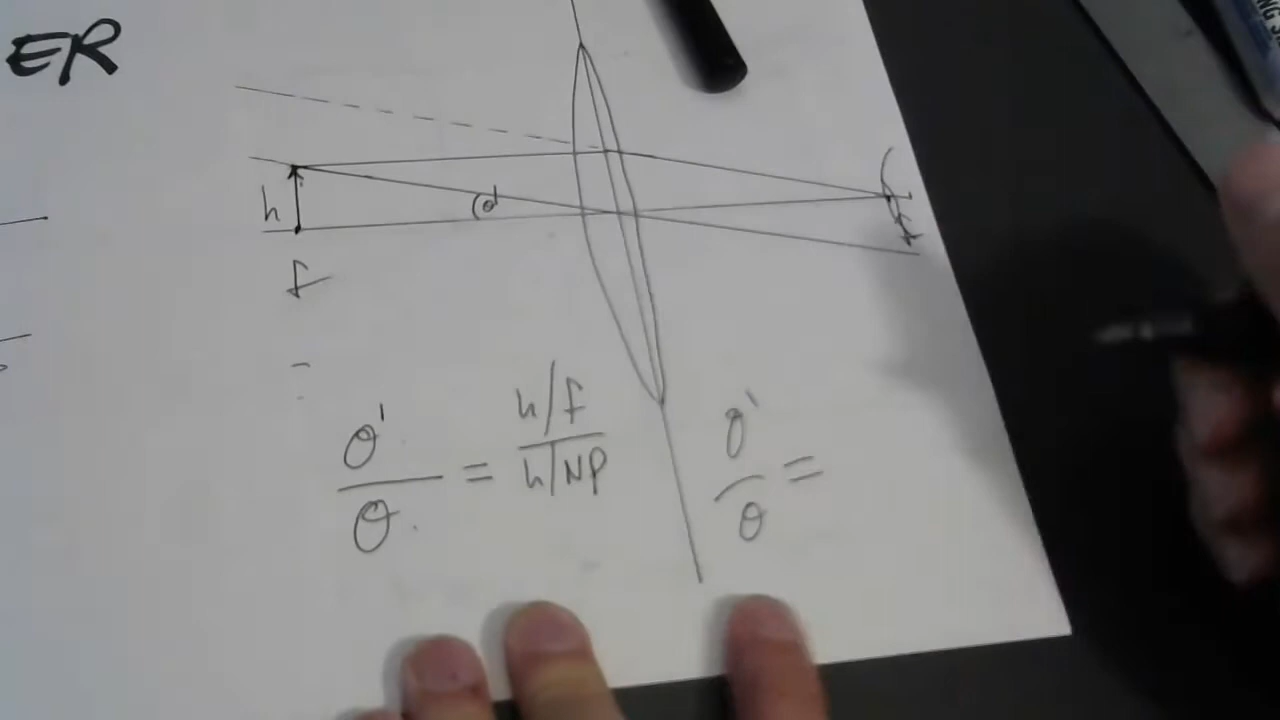 ER
h
f
θ'/θ = (h/f)/(h/NP)
θ'/θ =